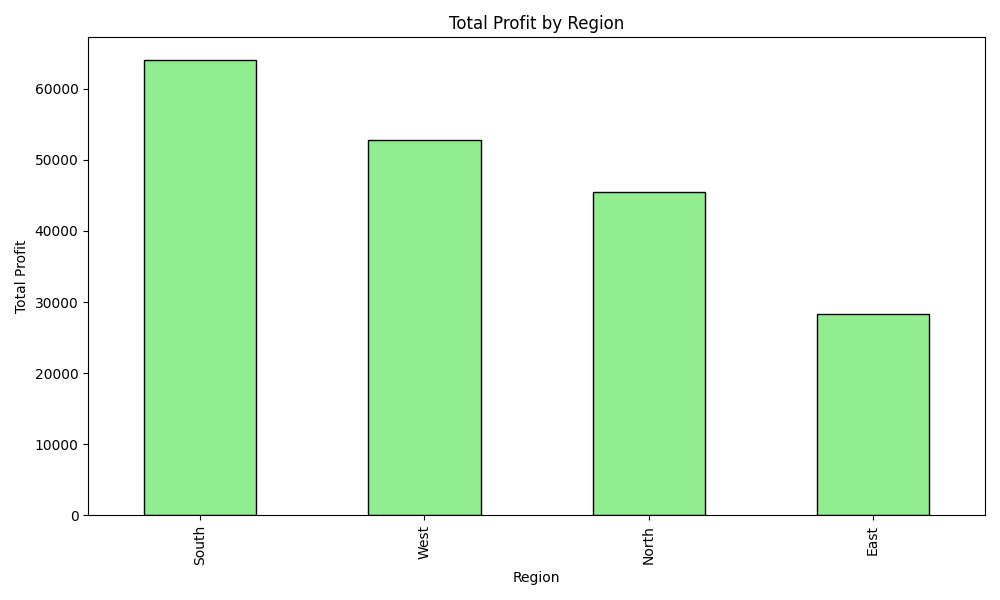 Total Profit by Region
Total Profit
60000
50000
40000
30000
20000
10000
0
South
West
North
East
Region